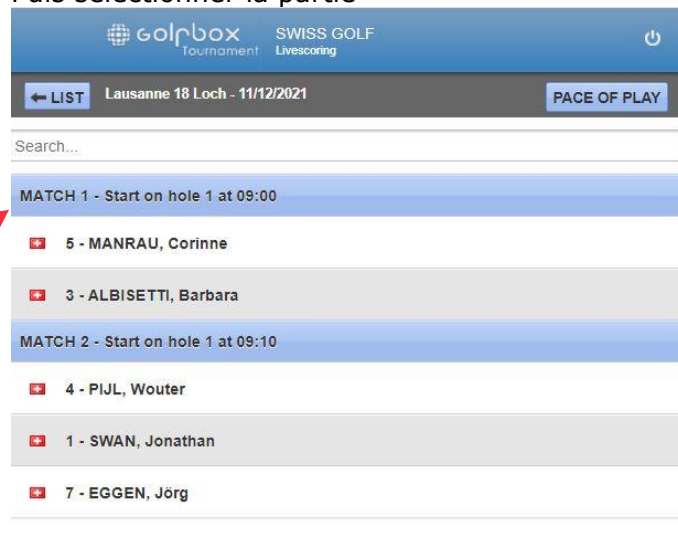 Puis sélectionner la partie
GOLFBOX SWISS GOLF
Tournament Livescoring
LIST Lausanne 18 Loch - 11/12/2021 PACE OF PLAY
Search...
MATCH 1 - Start on hole 1 at 09:00
5 - MANRAU, Corinne
3 - ALBISETTI, Barbara
MATCH 2 - Start on hole 1 at 09:10
4 - PIJL, Wouter
1 - SWAN, Jonathan
7 - EGGEN, Jörg